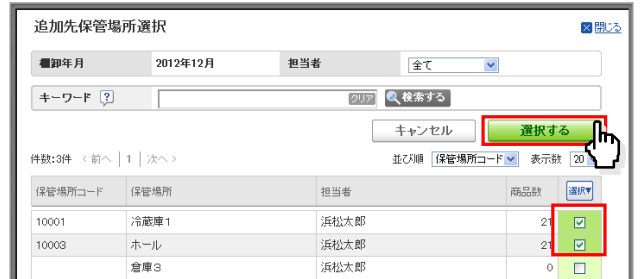 追加先保管場所選択 閉じる
棚卸年月 2012年12月 担当者 全て
キーワード ? クリア 検索する
キャンセル 選択する
件数:3件 <前へ | 1 | 次へ> 並び順 保管場所コード 表示数 20
保管場所コード 保管場所 担当者 商品数 選択▼
10001 冷蔵庫1 浜松太郎 21
10003 ホール 浜松太郎 21
倉庫3 浜松太郎 0